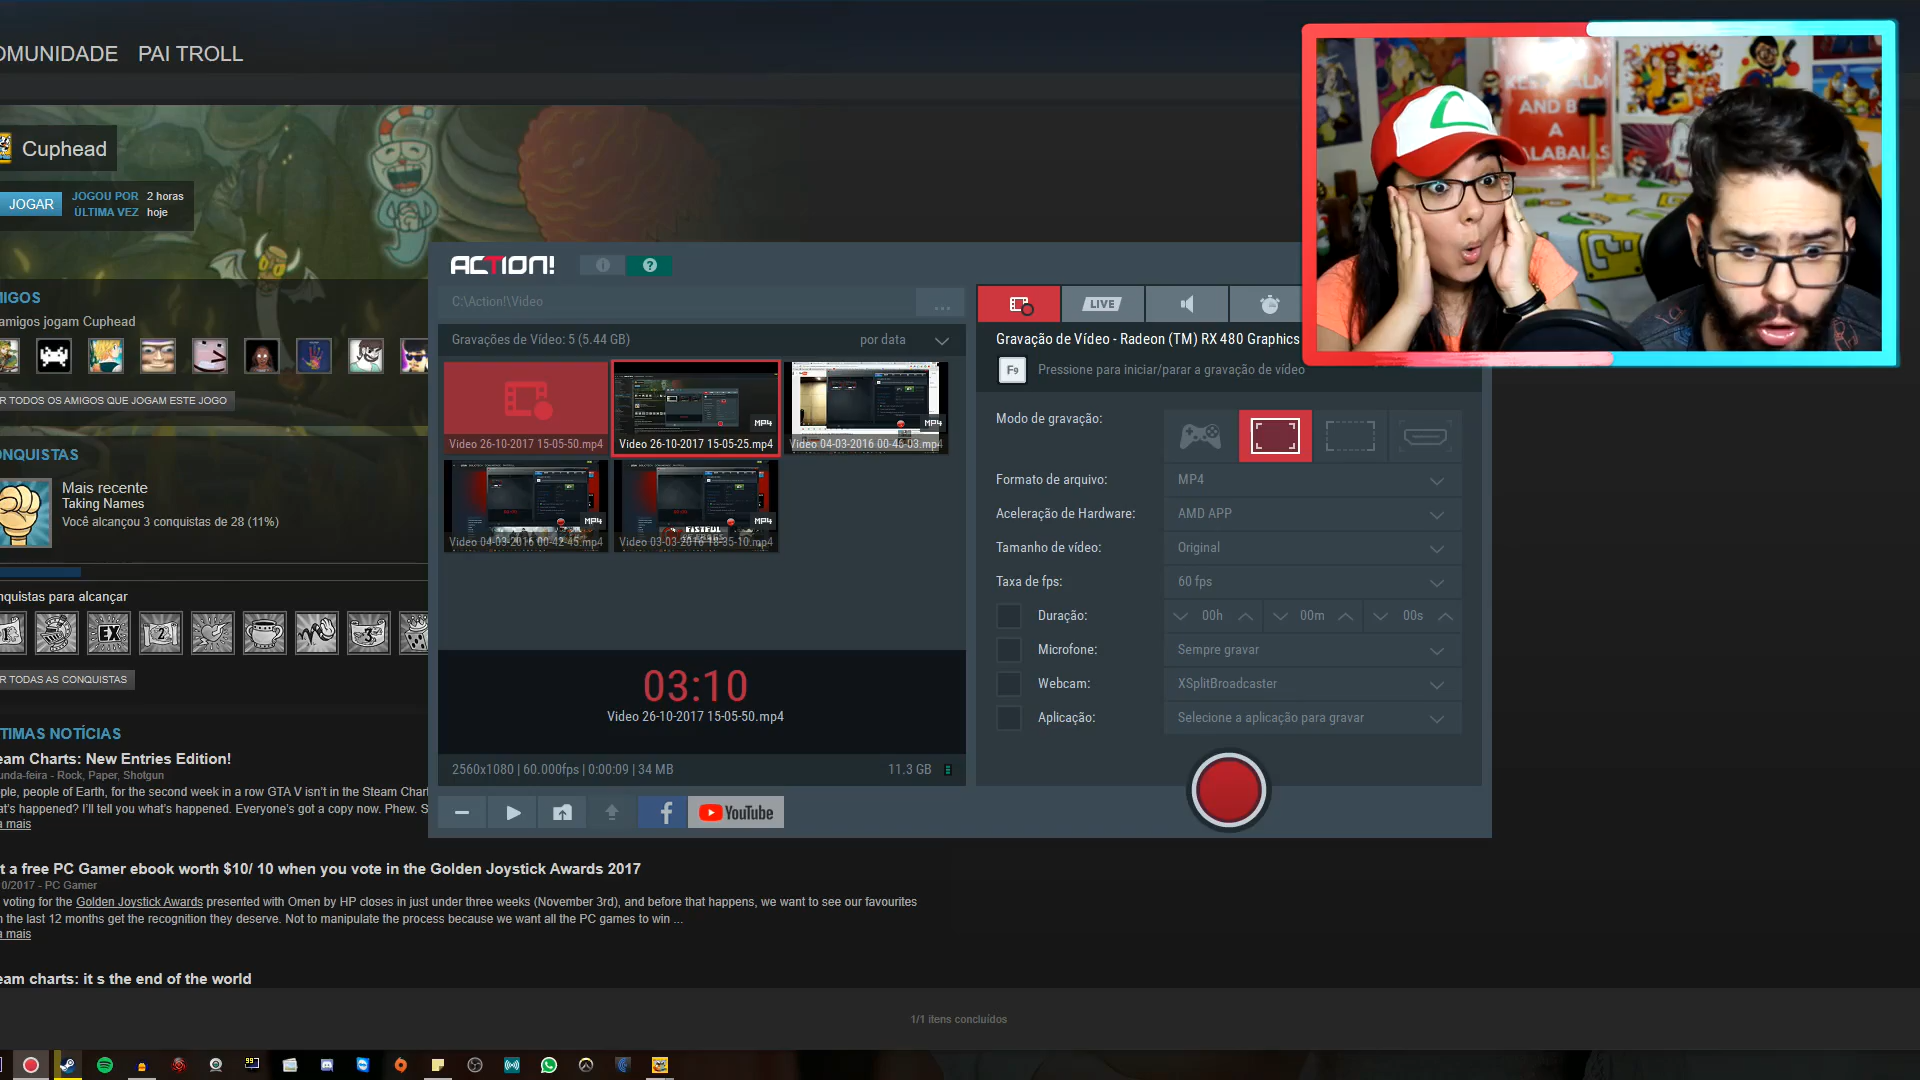 OMUNIDADE PAI TROLL
Cuphead
JOGAR
JOGOU POR 2 horas
ÚLTIMA VEZ hoje
MIGOS
amigos jogam Cuphead
R TODOS OS AMIGOS QUE JOGAM ESTE JOGO
ONQUISTAS
Mais recente
Taking Names
Você alcançou 3 conquistas de 28 (11%)
nquistas para alcançar
EX
2
3
R TODAS AS CONQUISTAS
TIMAS NOTÍCIAS
eam Charts: New Entries Edition!
unda-feira - Rock, Paper, Shotgun
ple, people of Earth, for the second week in a row GTA V isn't in the Steam Chart
at's happened? I'll tell you what's happened. Everyone's got a copy now. Phew. S
a mais
t a free PC Gamer ebook worth $10/ 10 when you vote in the Golden Joystick Awards 2017
0/2017 - PC Gamer
voting for the Golden Joystick Awards presented with Omen by HP closes in just under three weeks (November 3rd), and before that happens, we want to see our favourites
n the last 12 months get the recognition they deserve. Not to manipulate the process because we want all the PC games to win ...
a mais
eam charts: it s the end of the world
1/1 itens concluídos
ACTION!
C:\Action!\Video
...
Gravações de Vídeo: 5 (5.44 GB)
por data
Video 26-10-2017 15-05-50.mp4
MP4
Video 26-10-2017 15-05-25.mp4
MP4
Video 04-03-2016 00-46-03.mp4
MP4
Video 04-03-2016 00-42-45.mp4
MP4
Video 03-03-2016 18-35-10.mp4
03:10
Video 26-10-2017 15-05-50.mp4
2560x1080 | 60.000fps | 0:00:09 | 34 MB
11.3 GB
YouTube
LIVE
Gravação de Vídeo - Radeon (TM) RX 480 Graphics
F9
Pressione para iniciar/parar a gravação de vídeo
Modo de gravação:
Formato de arquivo: MP4
Aceleração de Hardware: AMD APP
Tamanho de vídeo: Original
Taxa de fps: 60 fps
Duração: 00h 00m 00s
Microfone: Sempre gravar
Webcam: XSplitBroadcaster
Aplicação: Selecione a aplicação para gravar
AND B
A
ALABAIAS